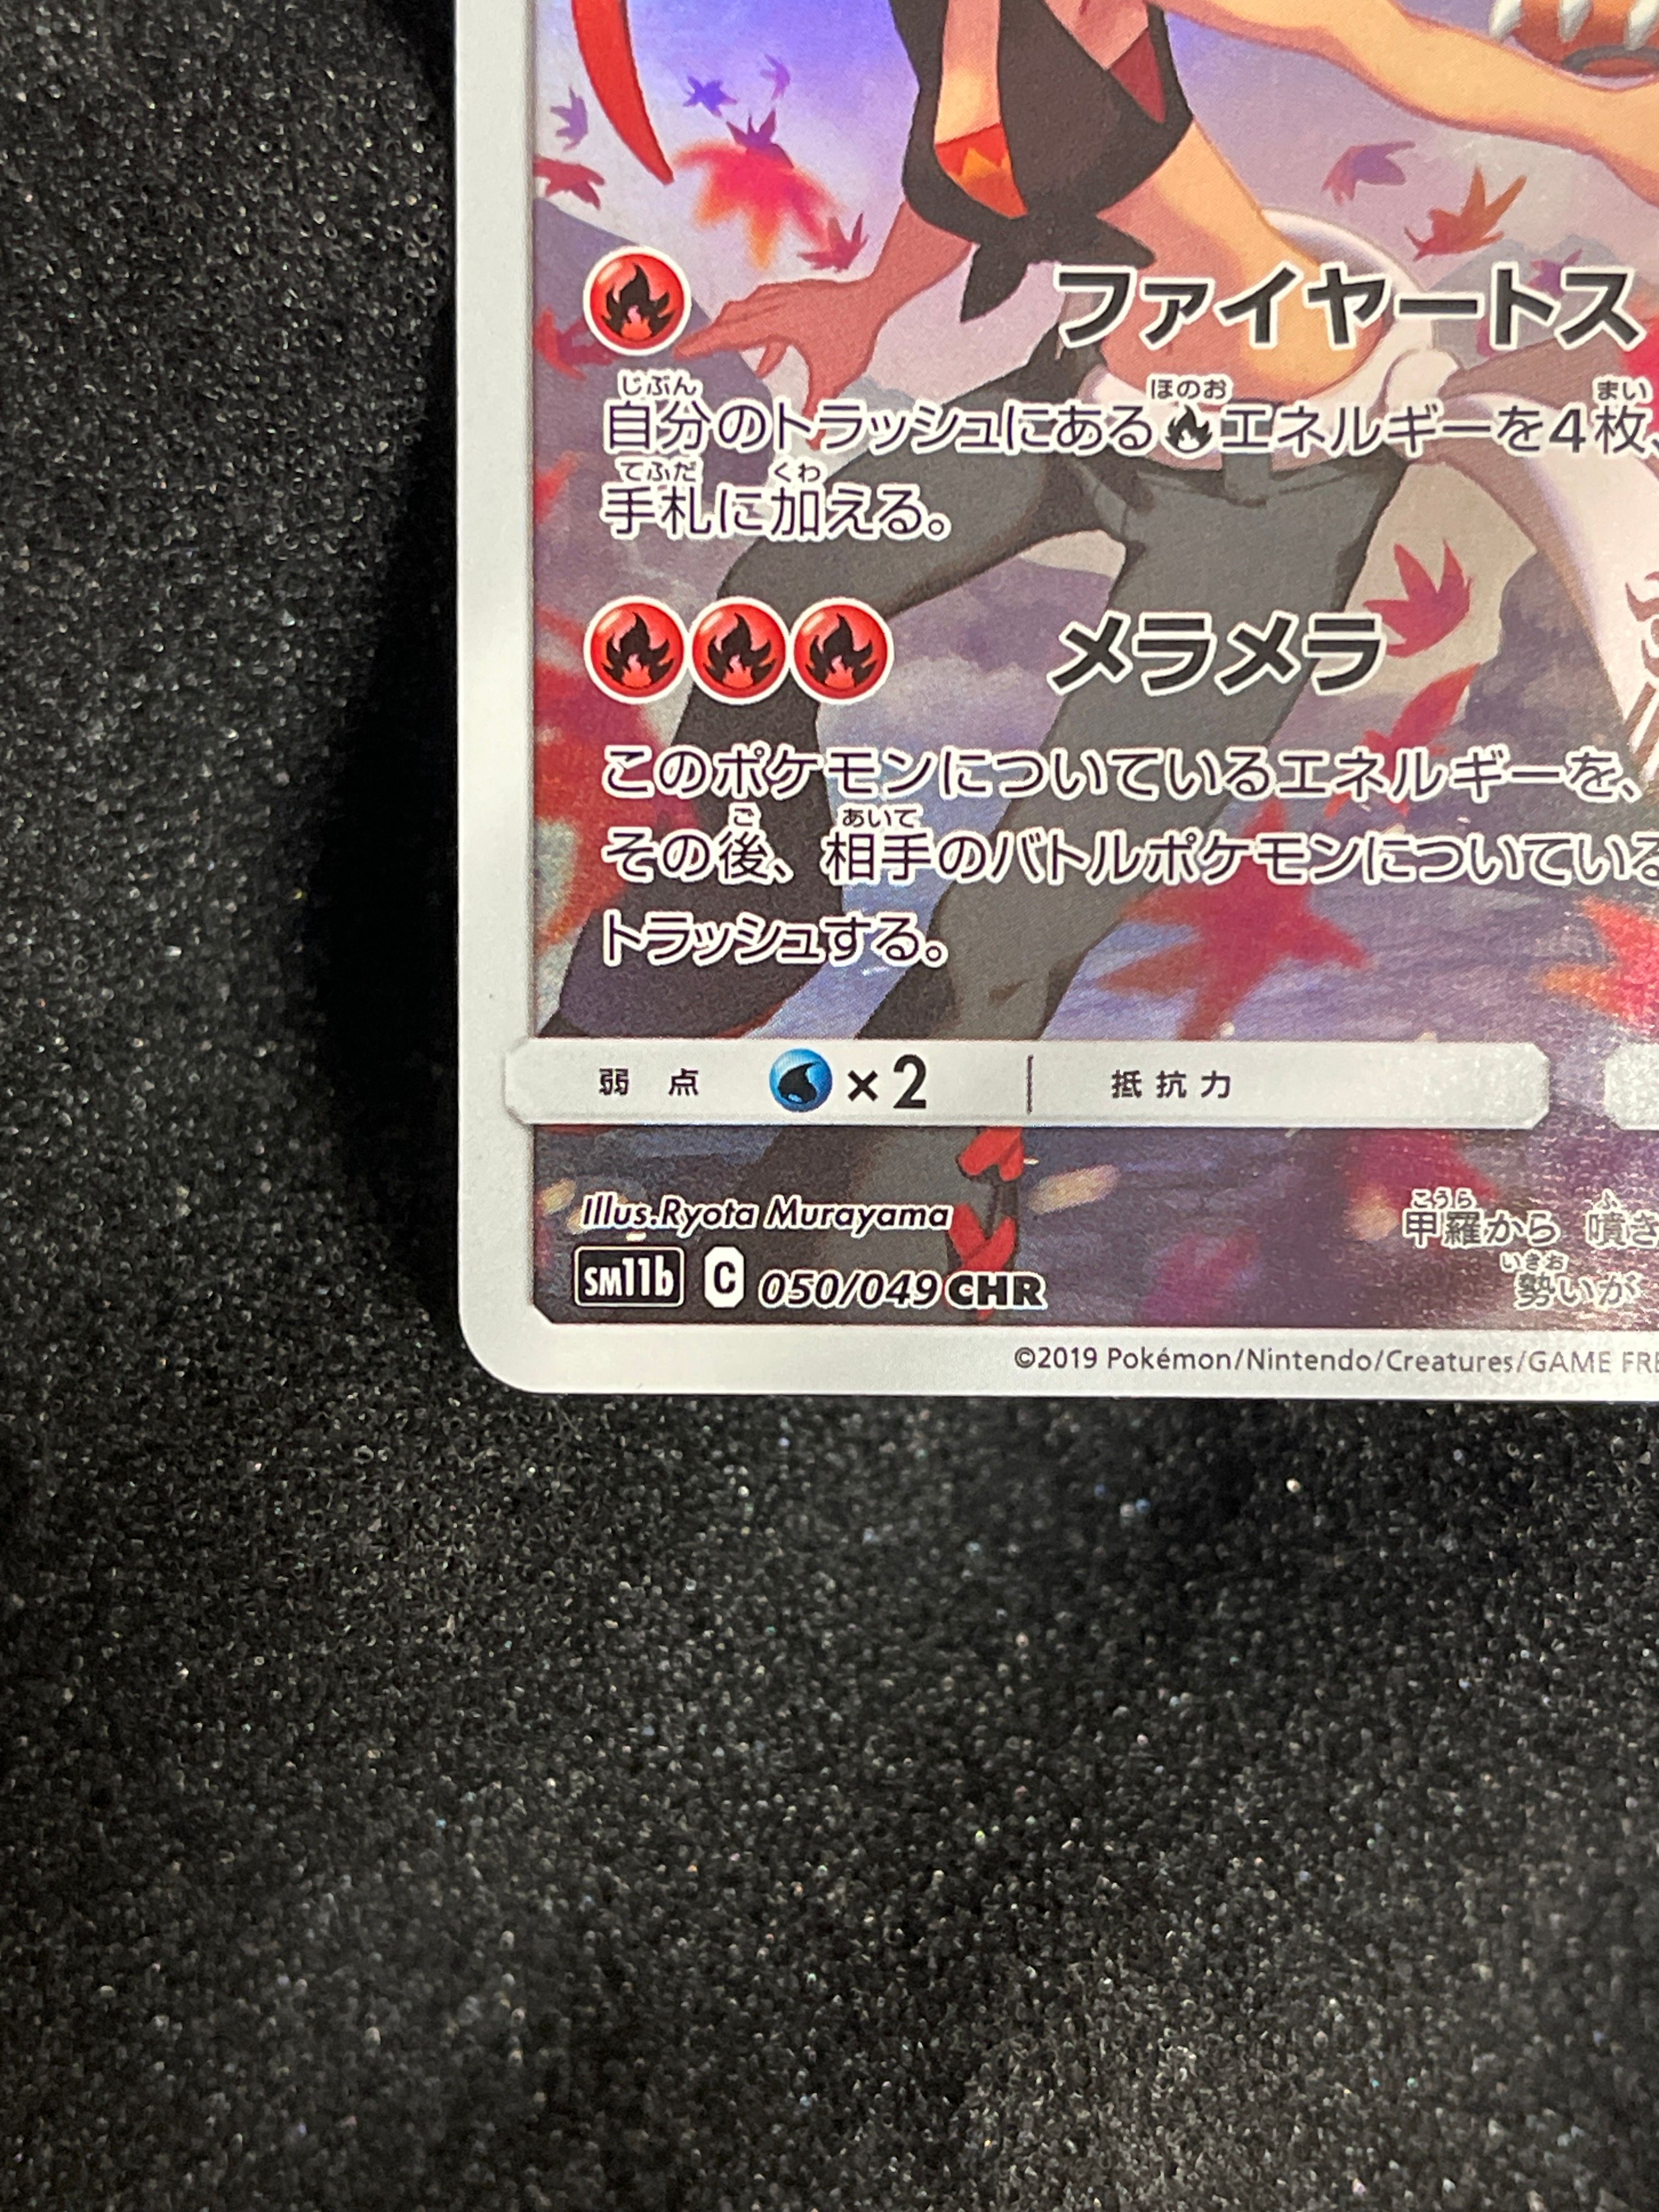 ファイヤートス
じぶん ほのお まい
自分のトラッシュにあるエネルギーを4枚、
てふだ くわ
手札に加える。
メラメラ
このポケモンについているエネルギーを、
ご あいて
その後、相手のバトルポケモンについている
トラッシュする。
弱点 ×2 抵抗力
Illus.Ryota Murayama
こうら ふ
甲羅から 噴き
SM11b C 050/049 CHR
いきお
勢いが
©2019 Pokémon/Nintendo/Creatures/GAME FRE